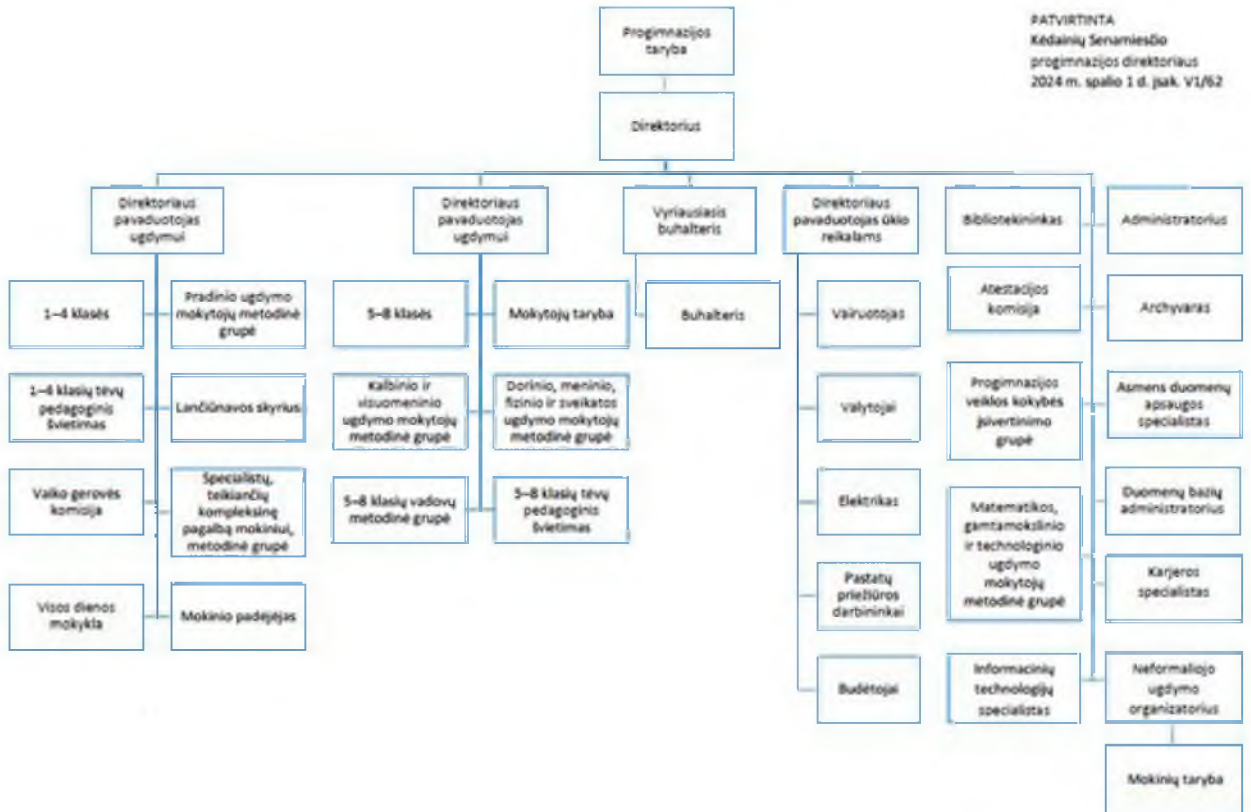 PATVIRTINTA
Kėdainių Senamiesčio
progimnazijos direktoriaus
2024 m. spalio 1 d. įsak. V1/62
Progimnazijos
taryba
Direktorius
Direktoriaus
pavaduotojas
ugdymui
Direktoriaus
pavaduotojas
ugdymui
Vyriausiasis
buhalteris
Direktoriaus
pavaduotojas ūkio
reikalams
Bibliotekininkas
Administratorius
1–4 klasės
Pradinio ugdymo
mokytojų metodinė
grupė
5–8 klasės
Mokytojų taryba
Buhalteris
Vairuotojas
Atestacijos
komisija
Archyvaras
1–4 klasių tėvų
pedagoginis
švietimas
Lančiūnavos skyrius
Kalbinio ir
visuomeninio
ugdymo mokytojų
metodinė grupė
Dorinio, meninio,
fizinio ir sveikatos
ugdymo mokytojų
metodinė grupė
Valytojai
Progimnazijos
veiklos kokybės
įsivertinimo
grupė
Asmens duomenų
apsaugos
specialistas
Vaiko gerovės
komisija
Specialistų,
teikiančių
kompleksinę
pagalbą mokiniui,
metodinė grupė
5–8 klasių vadovų
metodinė grupė
5–8 klasių tėvų
pedagoginis
švietimas
Elektrikas
Matematikos,
gamtamokslinio
ir technologinio
ugdymo
mokytojų
metodinė grupė
Duomenų bazių
administratorius
Visos dienos
mokykla
Mokinio padėjėjas
Pastatų
priežiūros
darbininkai
Karjeros
specialistas
Budėtojai
Informacinių
technologijų
specialistas
Neformaliojo
ugdymo
organizatorius
Mokinių taryba